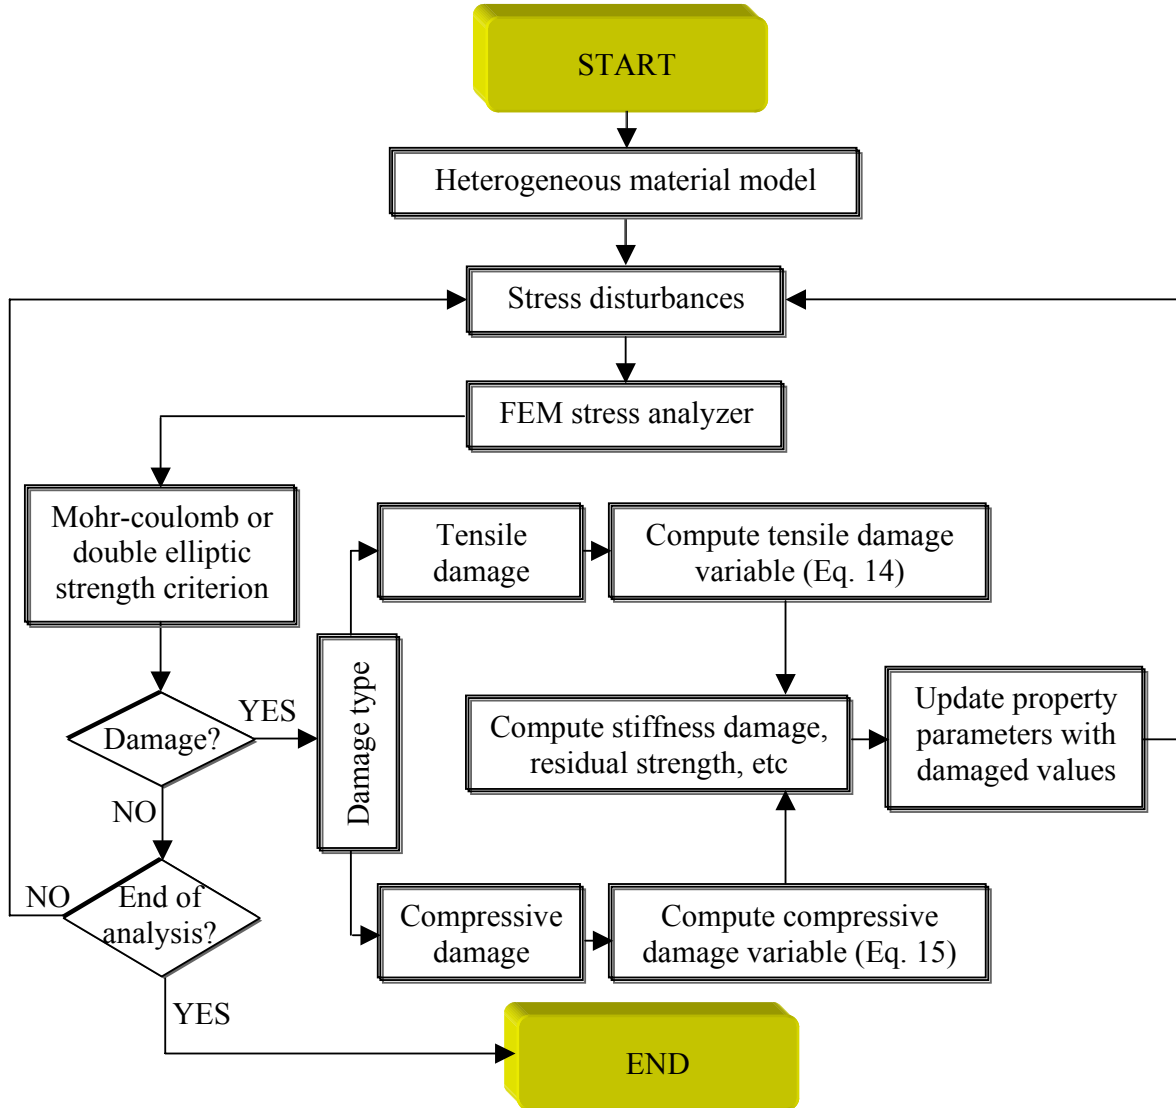 START
Heterogeneous material model
Stress disturbances
FEM stress analyzer
Mohr-coulomb or
double elliptic
strength criterion
Tensile
damage
Compute tensile damage
variable (Eq. 14)
Damage?
YES
NO
Damage type
Compute stiffness damage,
residual strength, etc
Update property
parameters with
damaged values
End of
analysis?
NO
YES
Compressive
damage
Compute compressive
damage variable (Eq. 15)
END